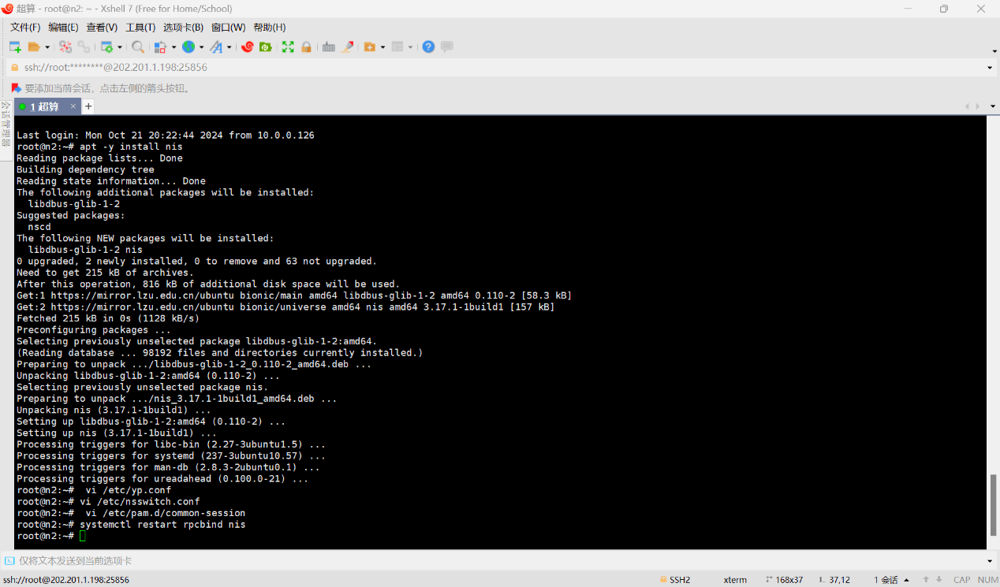 超算 - root@n2: ~ - Xshell 7 (Free for Home/School)
文件(F) 编辑(E) 查看(V) 工具(T) 选项卡(B) 窗口(W) 帮助(H)
ssh://root:********@202.201.1.198:25856
要添加当前会话，点击左侧的箭头按钮。
会话管理器
1 超算 × +
Last login: Mon Oct 21 20:22:44 2024 from 10.0.0.126
root@n2:~# apt -y install nis
Reading package lists... Done
Building dependency tree
Reading state information... Done
The following additional packages will be installed:
  libdbus-glib-1-2
Suggested packages:
  nscd
The following NEW packages will be installed:
  libdbus-glib-1-2 nis
0 upgraded, 2 newly installed, 0 to remove and 63 not upgraded.
Need to get 215 kB of archives.
After this operation, 816 kB of additional disk space will be used.
Get:1 https://mirror.lzu.edu.cn/ubuntu bionic/main amd64 libdbus-glib-1-2 amd64 0.110-2 [58.3 kB]
Get:2 https://mirror.lzu.edu.cn/ubuntu bionic/universe amd64 nis amd64 3.17.1-1build1 [157 kB]
Fetched 215 kB in 0s (1128 kB/s)
Preconfiguring packages ...
Selecting previously unselected package libdbus-glib-1-2:amd64.
(Reading database ... 98192 files and directories currently installed.)
Preparing to unpack .../libdbus-glib-1-2_0.110-2_amd64.deb ...
Unpacking libdbus-glib-1-2:amd64 (0.110-2) ...
Selecting previously unselected package nis.
Preparing to unpack .../nis_3.17.1-1build1_amd64.deb ...
Unpacking nis (3.17.1-1build1) ...
Setting up libdbus-glib-1-2:amd64 (0.110-2) ...
Setting up nis (3.17.1-1build1) ...
Processing triggers for libc-bin (2.27-3ubuntu1.5) ...
Processing triggers for systemd (237-3ubuntu10.57) ...
Processing triggers for man-db (2.8.3-2ubuntu0.1) ...
Processing triggers for ureadahead (0.100.0-21) ...
root@n2:~#  vi /etc/yp.conf
root@n2:~# vi /etc/nsswitch.conf
root@n2:~#  vi /etc/pam.d/common-session
root@n2:~# systemctl restart rpcbind nis
root@n2:~#
仅将文本发送到当前选项卡
ssh://root@202.201.1.198:25856 SSH2 xterm 168x37 37,12 1 会话 CAP NUM